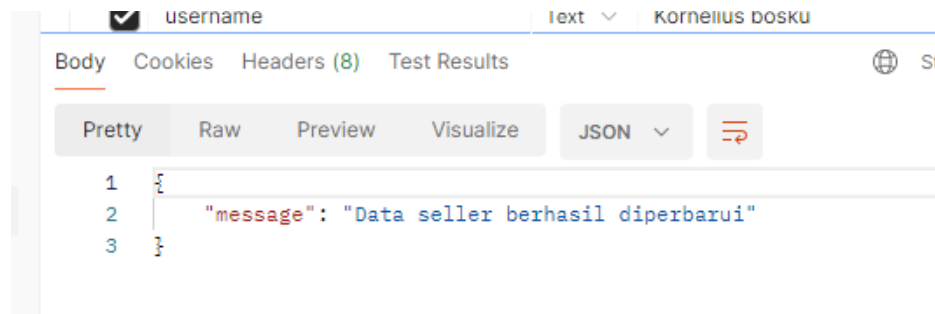 username Text Kornelius bosku
Body Cookies Headers (8) Test Results
Pretty Raw Preview Visualize JSON
1 {
2 "message": "Data seller berhasil diperbarui"
3 }